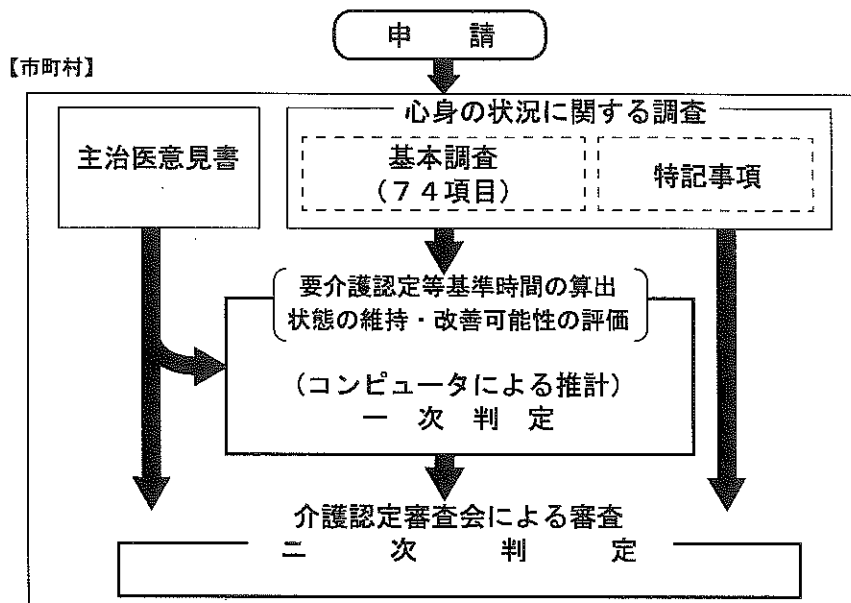 申請
【市町村】
心身の状況に関する調査
主治医意見書
基本調査
(74項目)
特記事項
要介護認定等基準時間の算出
状態の維持・改善可能性の評価
(コンピュータによる推計)
一次判定
介護認定審査会による審査
二次判定